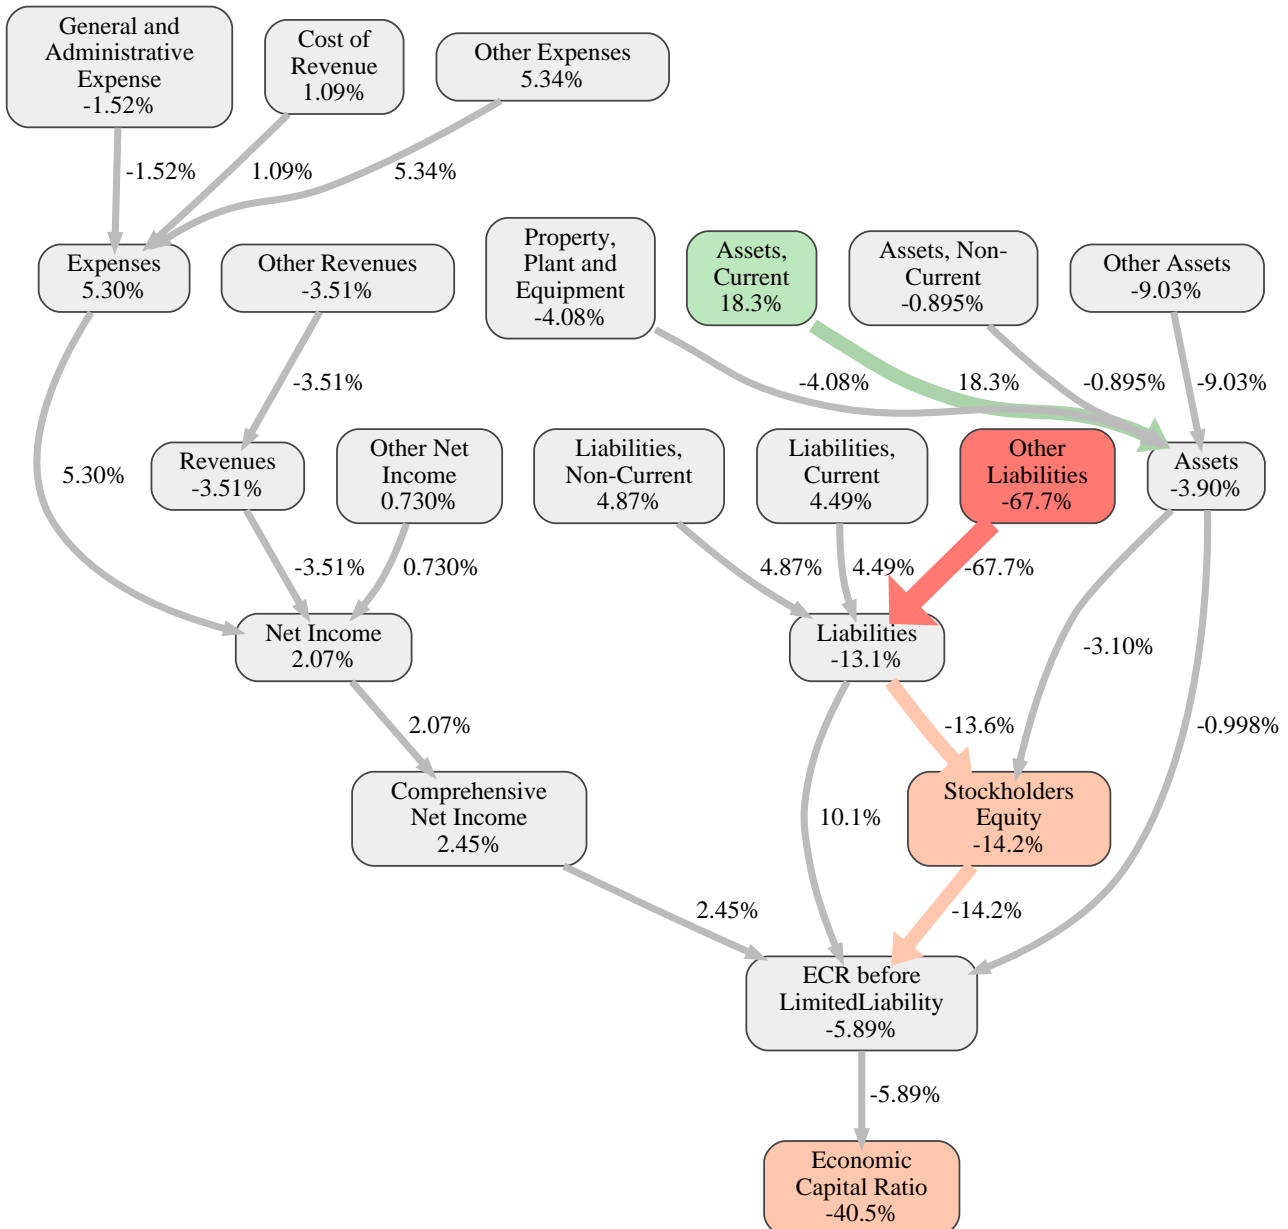 General and
Administrative
Expense
-1.52%
Cost of
Revenue
1.09%
Other Expenses
5.34%
-1.52%
1.09%
5.34%
Expenses
5.30%
Other Revenues
-3.51%
Property,
Plant and
Equipment
-4.08%
Assets,
Current
18.3%
Assets, Non-
Current
-0.895%
Other Assets
-9.03%
-3.51%
-4.08%
18.3%
-0.895%
-9.03%
5.30%
Revenues
-3.51%
Other Net
Income
0.730%
Liabilities,
Non-Current
4.87%
Liabilities,
Current
4.49%
Other
Liabilities
-67.7%
Assets
-3.90%
-3.51%
0.730%
4.87%
4.49%
-67.7%
Net Income
2.07%
Liabilities
-13.1%
-3.10%
2.07%
-13.6%
-0.998%
Comprehensive
Net Income
2.45%
10.1%
Stockholders
Equity
-14.2%
2.45%
-14.2%
ECR before
LimitedLiability
-5.89%
-5.89%
Economic
Capital Ratio
-40.5%